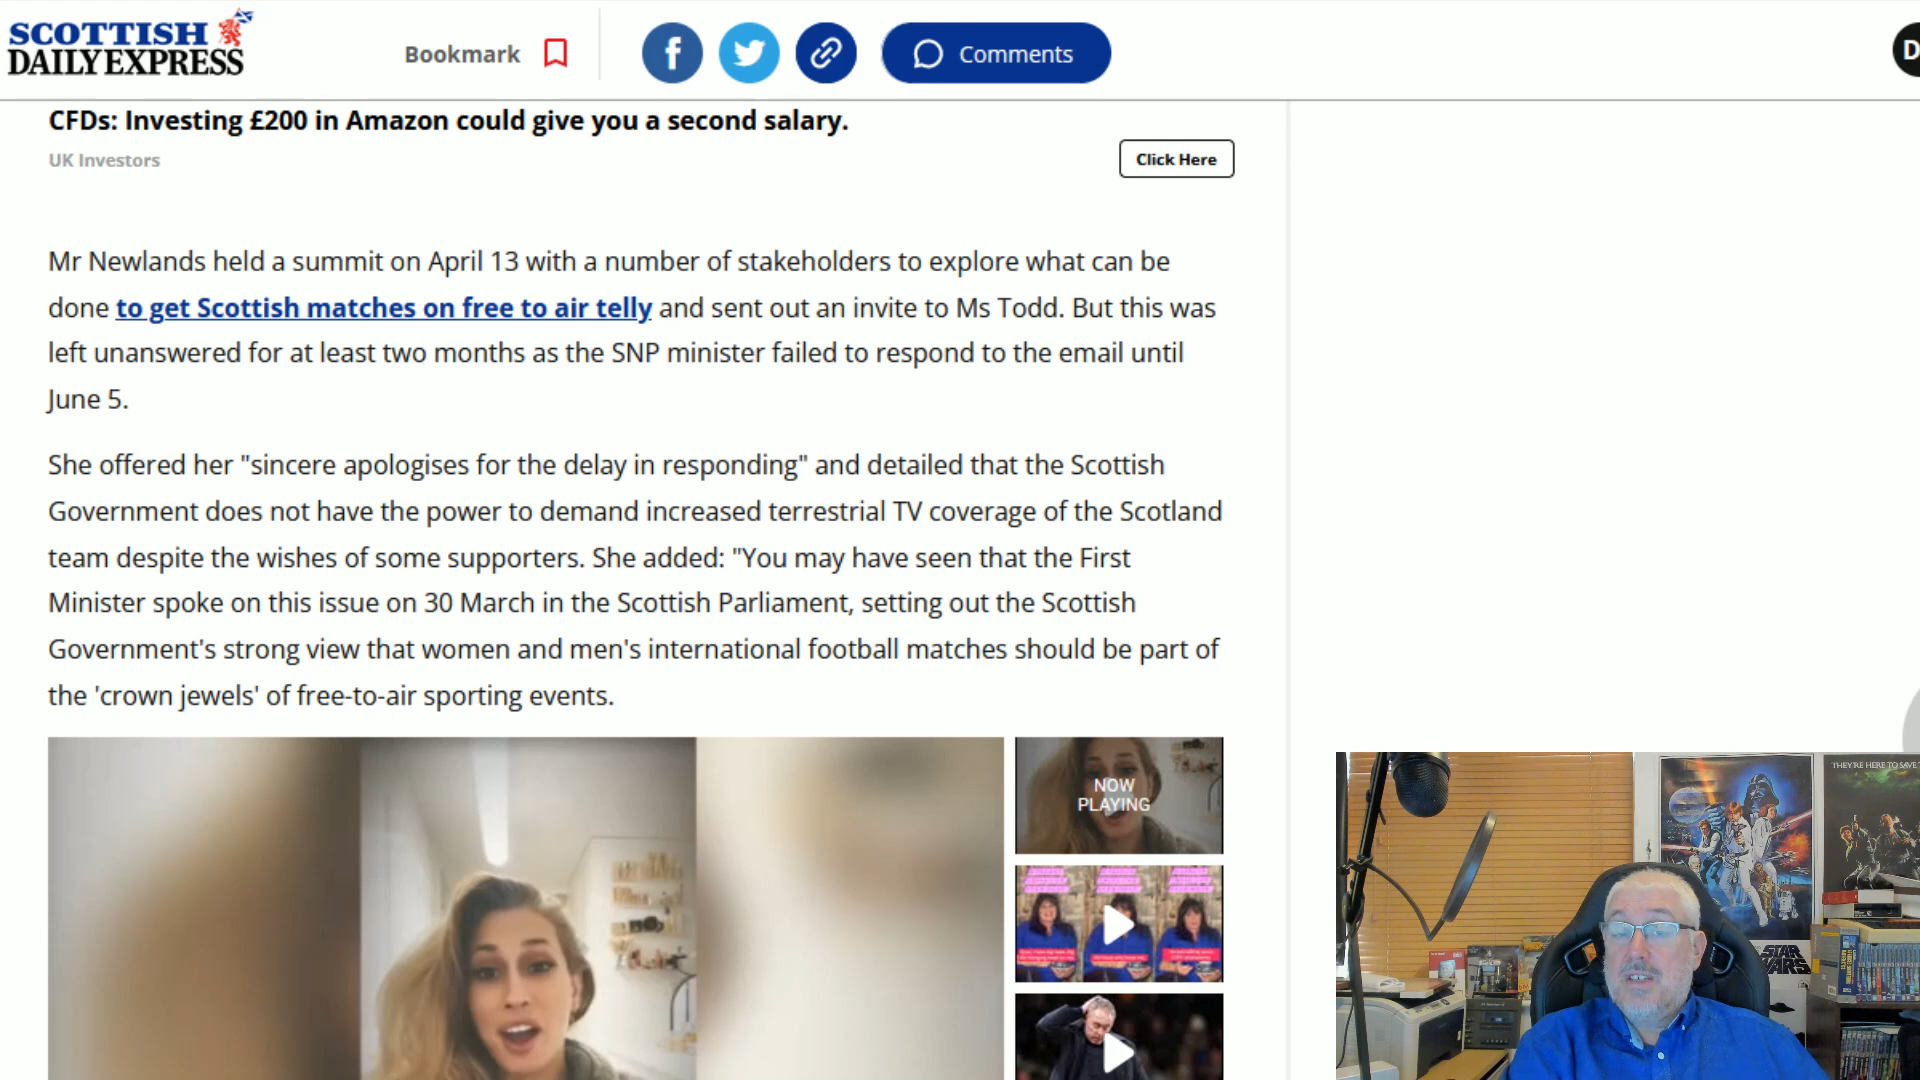 SCOTTISH
DAILY EXPRESS
Bookmark
Comments
D
CFDs: Investing £200 in Amazon could give you a second salary.
UK Investors
Click Here
Mr Newlands held a summit on April 13 with a number of stakeholders to explore what can be
done to get Scottish matches on free to air telly and sent out an invite to Ms Todd. But this was
left unanswered for at least two months as the SNP minister failed to respond to the email until
June 5.
She offered her "sincere apologises for the delay in responding" and detailed that the Scottish
Government does not have the power to demand increased terrestrial TV coverage of the Scotland
team despite the wishes of some supporters. She added: "You may have seen that the First
Minister spoke on this issue on 30 March in the Scottish Parliament, setting out the Scottish
Government's strong view that women and men's international football matches should be part of
the 'crown jewels' of free-to-air sporting events.
NOW
PLAYING
THEY'RE HERE TO SAVE
STAR
WARS